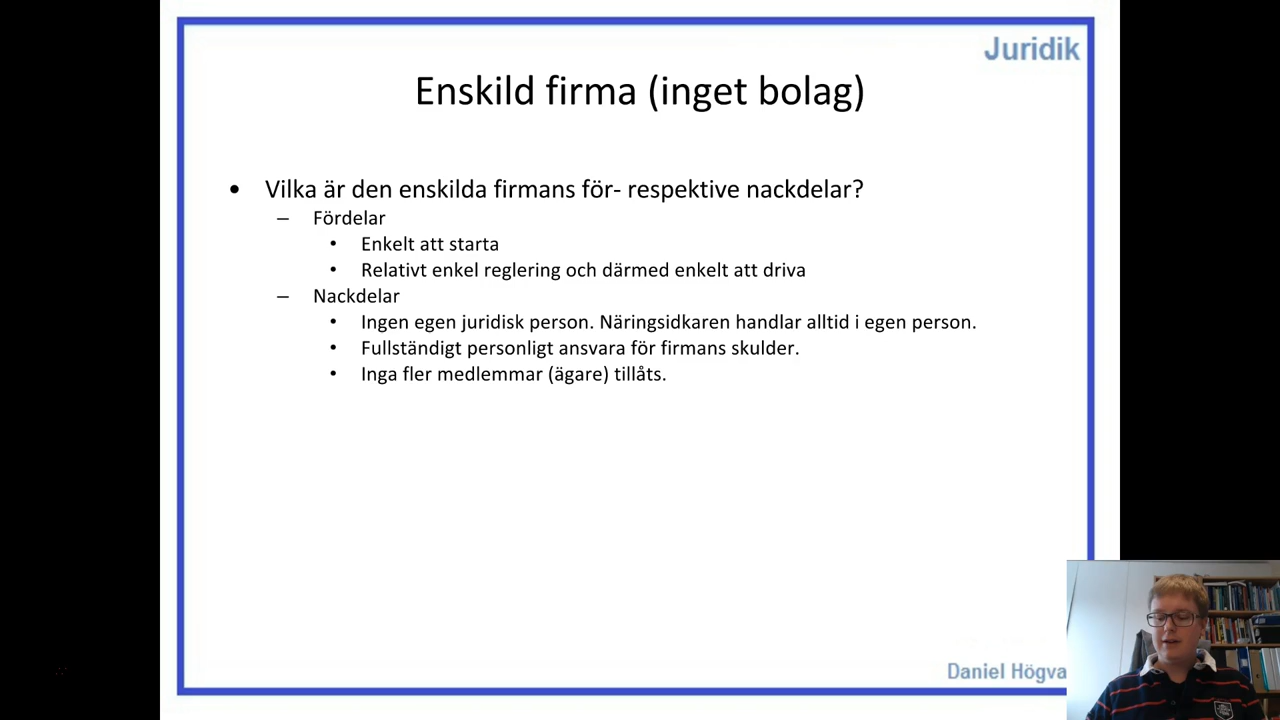 Juridik
Enskild firma (inget bolag)
• Vilka är den enskilda firmans för- respektive nackdelar?
– Fördelar
• Enkelt att starta
• Relativt enkel reglering och därmed enkelt att driva
– Nackdelar
• Ingen egen juridisk person. Näringsidkaren handlar alltid i egen person.
• Fullständigt personligt ansvara för firmans skulder.
• Inga fler medlemmar (ägare) tillåts.
Daniel Högva